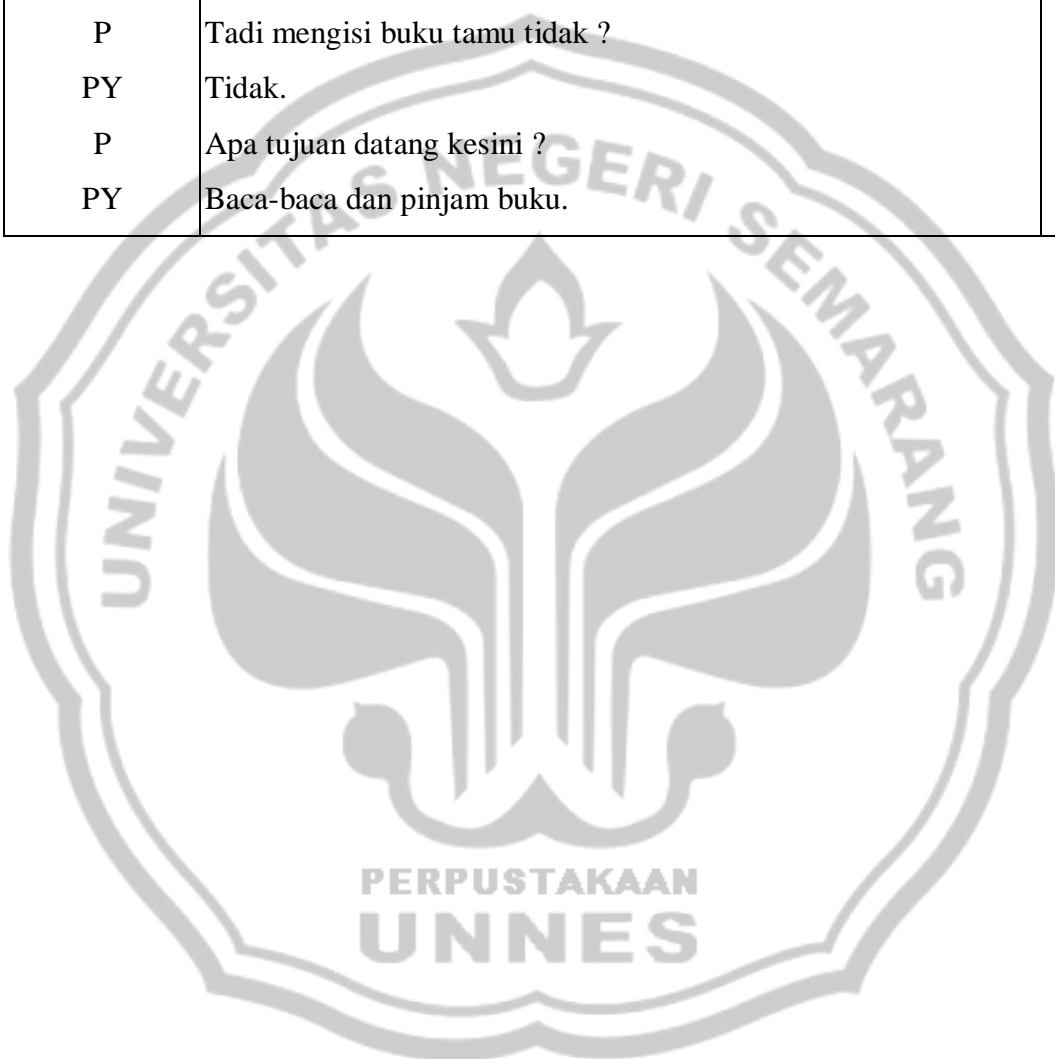 P Tadi mengisi buku tamu tidak ?
PY Tidak.
P Apa tujuan datang kesini ?
PY Baca-baca dan pinjam buku.
UNIVERSITAS NEGERI SEMARANG
PERPUSTAKAAN
UNNES